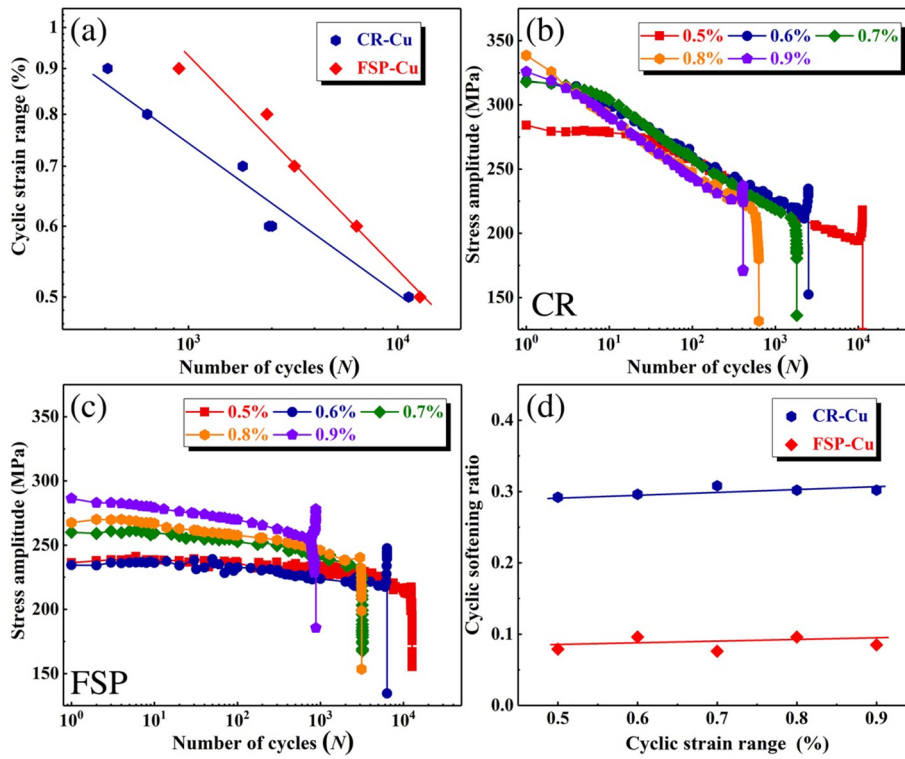 (a)
CR-Cu
FSP-Cu
1
0.9
0.8
0.7
0.6
0.5
Cyclic strain range (%)
10³
10⁴
Number of cycles (N)
(b)
0.5%
0.6%
0.7%
0.8%
0.9%
350
300
250
200
150
Stress amplitude (MPa)
CR
10⁰
10¹
10²
10³
10⁴
Number of cycles (N)
(c)
0.5%
0.6%
0.7%
0.8%
0.9%
350
300
250
200
150
Stress amplitude (MPa)
FSP
10⁰
10¹
10²
10³
10⁴
Number of cycles (N)
(d)
CR-Cu
FSP-Cu
0.4
0.3
0.2
0.1
0.0
Cyclic softening ratio
0.5
0.6
0.7
0.8
0.9
Cyclic strain range (%)